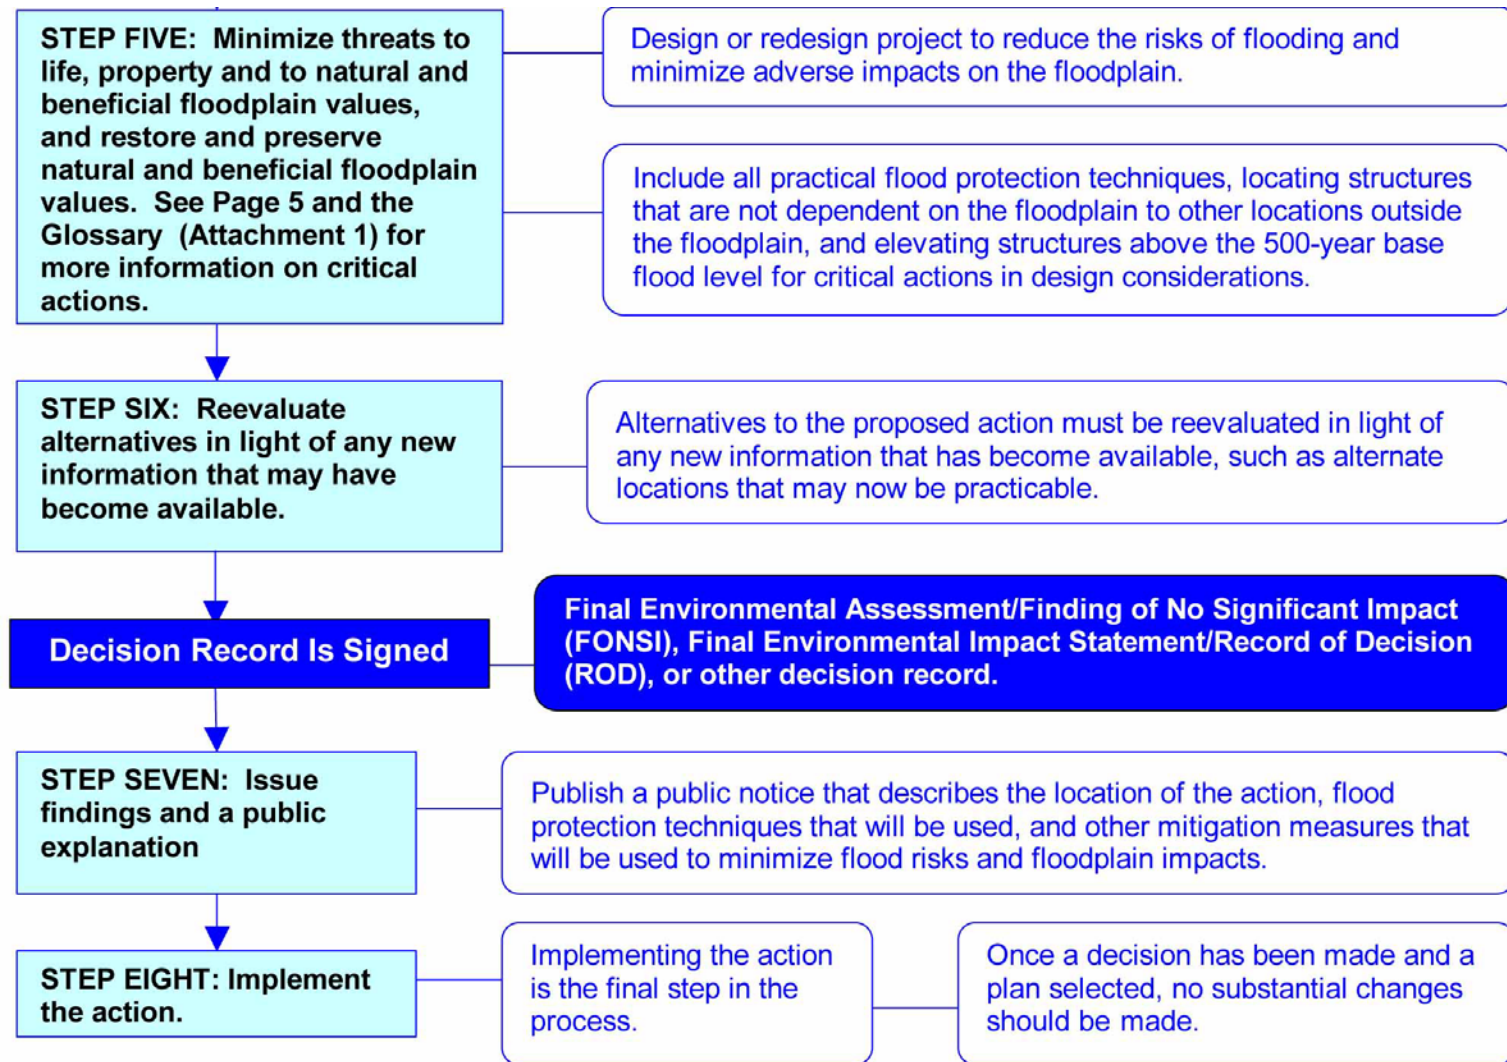 STEP FIVE:  Minimize threats to
life, property and to natural and
beneficial floodplain values,
and restore and preserve
natural and beneficial floodplain
values.  See Page 5 and the
Glossary  (Attachment 1) for
more information on critical
actions.
Design or redesign project to reduce the risks of flooding and
minimize adverse impacts on the floodplain.
Include all practical flood protection techniques, locating structures
that are not dependent on the floodplain to other locations outside
the floodplain, and elevating structures above the 500-year base
flood level for critical actions in design considerations.
STEP SIX:  Reevaluate
alternatives in light of any new
information that may have
become available.
Alternatives to the proposed action must be reevaluated in light of
any new information that has become available, such as alternate
locations that may now be practicable.
Decision Record Is Signed
Final Environmental Assessment/Finding of No Significant Impact
(FONSI), Final Environmental Impact Statement/Record of Decision
(ROD), or other decision record.
STEP SEVEN:  Issue
findings and a public
explanation
Publish a public notice that describes the location of the action, flood
protection techniques that will be used, and other mitigation measures that
will be used to minimize flood risks and floodplain impacts.
STEP EIGHT: Implement
the action.
Implementing the action
is the final step in the
process.
Once a decision has been made and a
plan selected, no substantial changes
should be made.